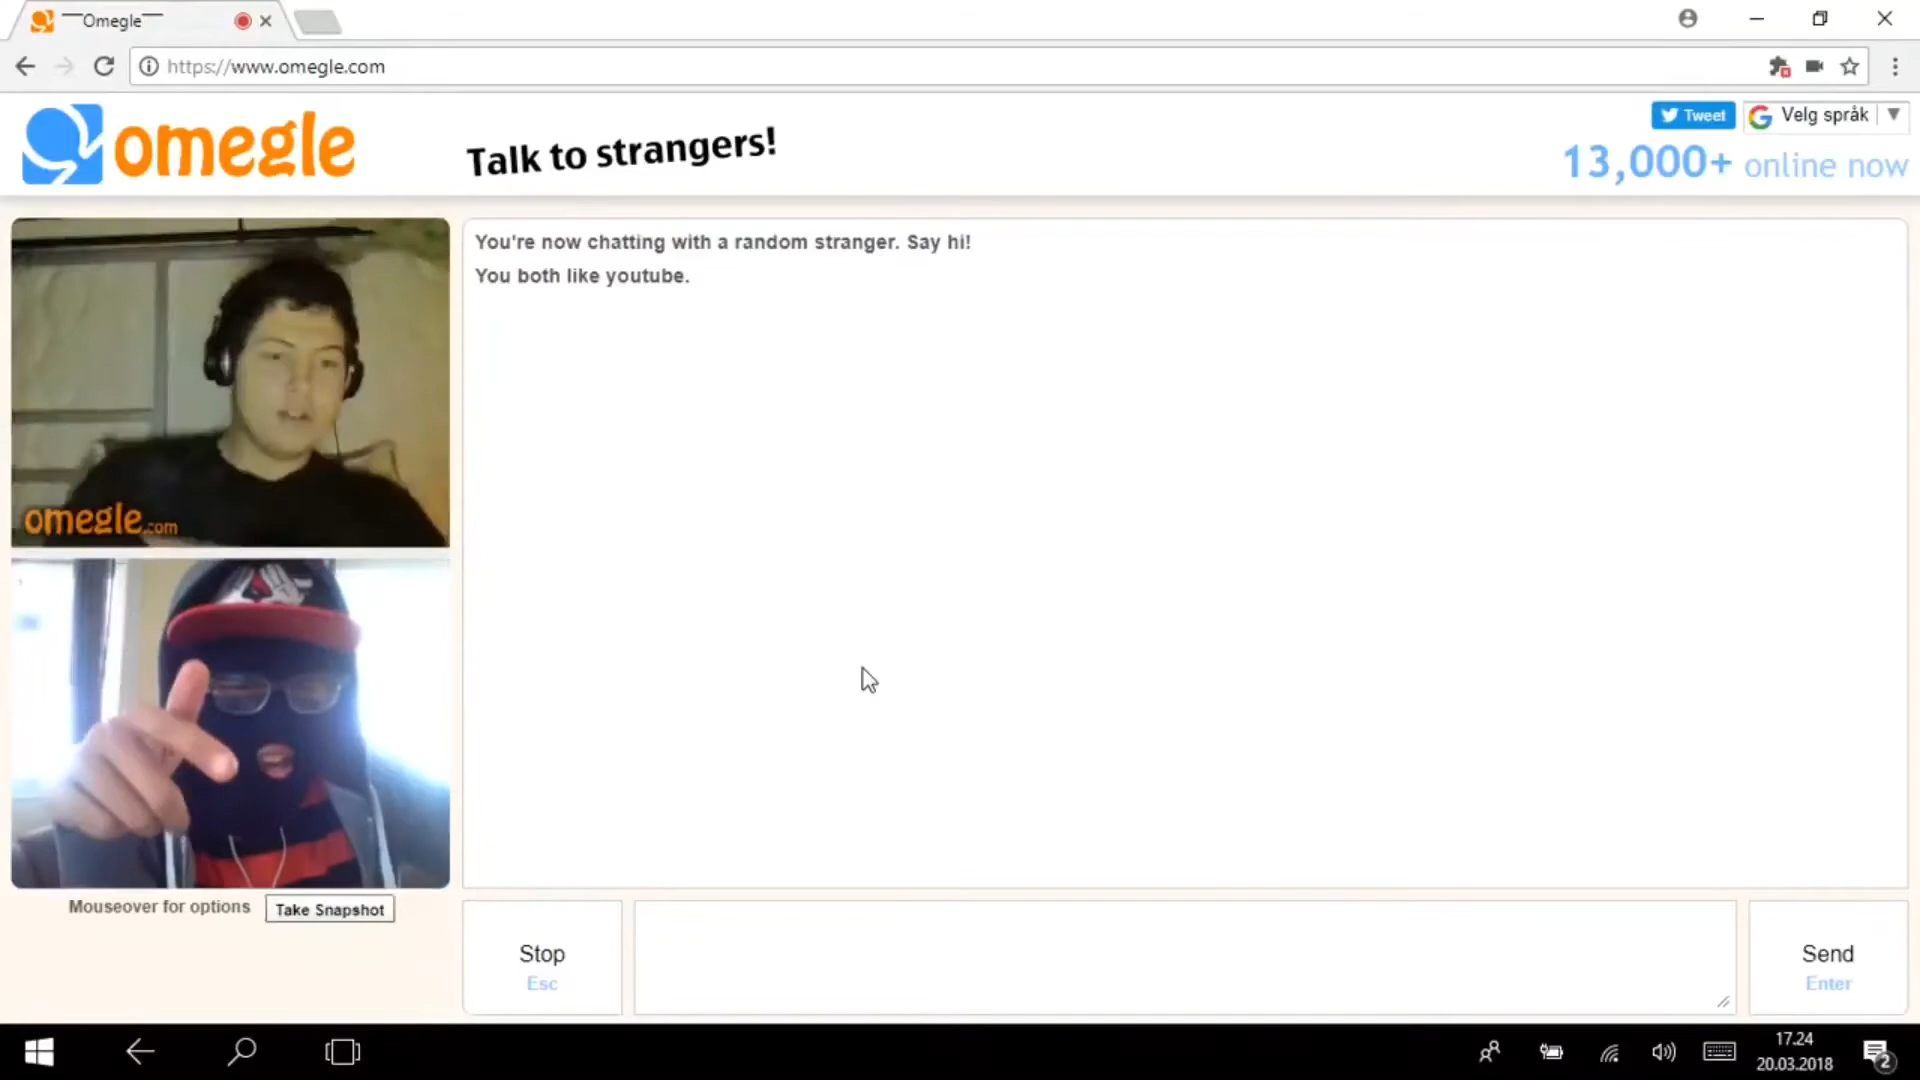 Omegle
https://www.omegle.com
omegle
Talk to strangers!
Tweet
Velg språk
13,000+ online now
You're now chatting with a random stranger. Say hi!
You both like youtube.
omegle.com
Mouseover for options
Take Snapshot
Stop
Esc
Send
Enter
17.24
20.03.2018
2